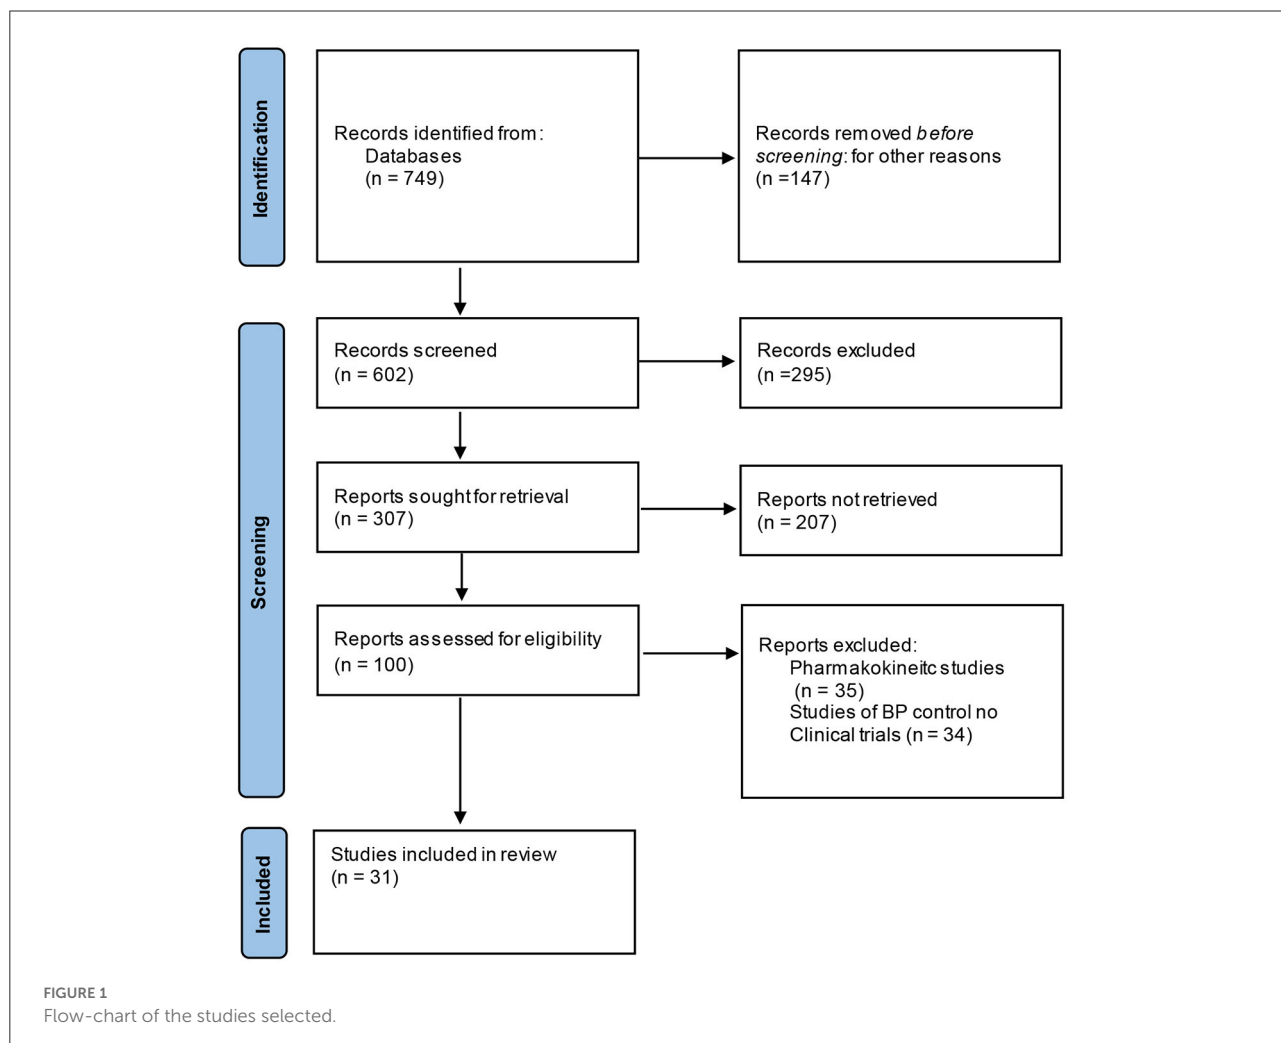 Identification
Records identified from:
Databases
(n = 749)
Records removed before
screening: for other reasons
(n =147)
Screening
Records screened
(n = 602)
Records excluded
(n =295)
Reports sought for retrieval
(n = 307)
Reports not retrieved
(n = 207)
Reports assessed for eligibility
(n = 100)
Reports excluded:
Pharmakokineitc studies
(n = 35)
Studies of BP control no
Clinical trials (n = 34)
Included
Studies included in review
(n = 31)
FIGURE 1
Flow-chart of the studies selected.